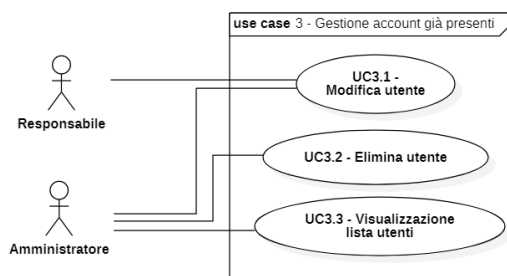 use case 3 - Gestione account già presenti
UC3.1 -
Modifica utente
Responsabile
UC3.2 - Elimina utente
UC3.3 - Visualizzazione
lista utenti
Amministratore